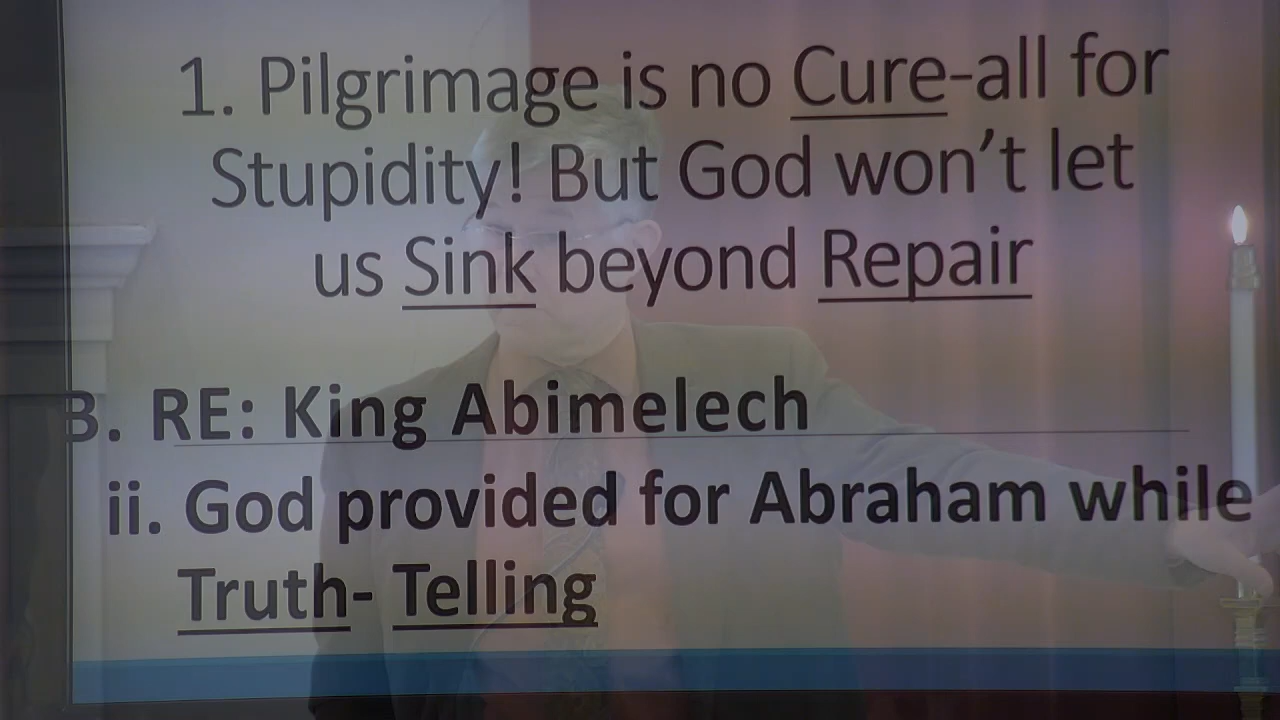 1. Pilgrimage is no Cure-all for
Stupidity! But God won't let
us Sink beyond Repair
B. RE: King Abimelech
ii. God provided for Abraham while
Truth- Telling